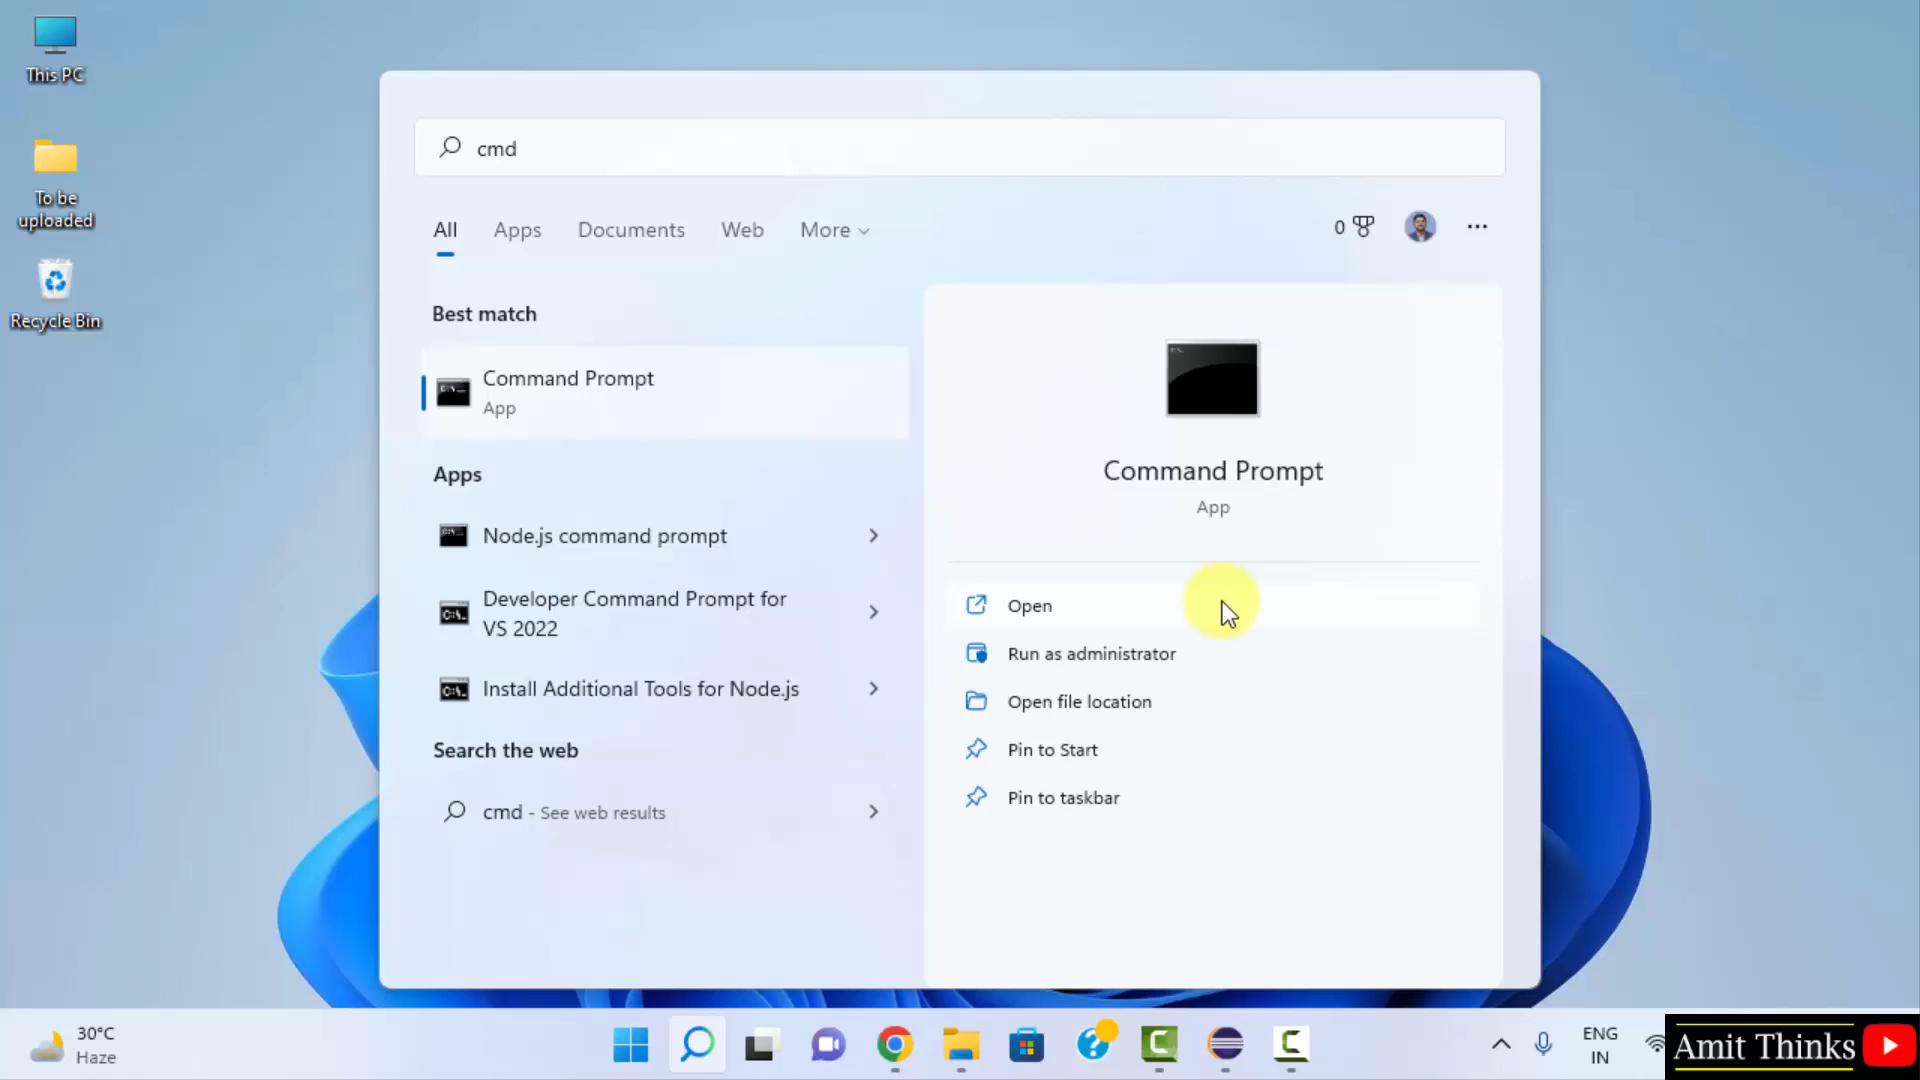 This PC
To be
uploaded
Recycle Bin
cmd
All
Apps
Documents
Web
More
0
Best match
Command Prompt
App
Apps
Node.js command prompt
Developer Command Prompt for
VS 2022
Install Additional Tools for Node.js
Search the web
cmd - See web results
Command Prompt
App
Open
Run as administrator
Open file location
Pin to Start
Pin to taskbar
30°C
Haze
ENG
IN
Amit Thinks